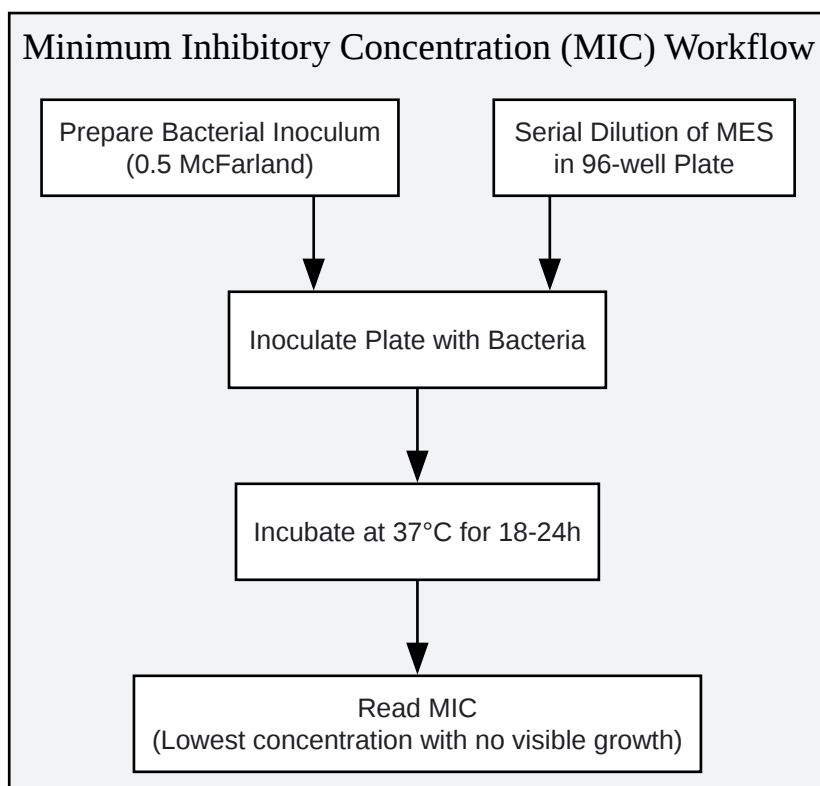 Minimum Inhibitory Concentration (MIC) Workflow
Prepare Bacterial Inoculum
(0.5 McFarland)
Serial Dilution of MES
in 96-well Plate
Inoculate Plate with Bacteria
Incubate at 37°C for 18-24h
Read MIC
(Lowest concentration with no visible growth)